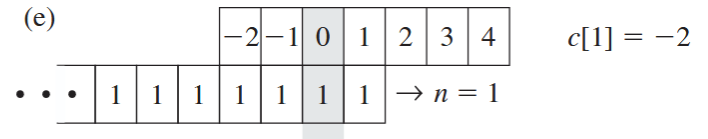 (e)
-2 -1 0 1 2 3 4 c[1] = -2
• • • 1 1 1 1 1 1 1 → n = 1